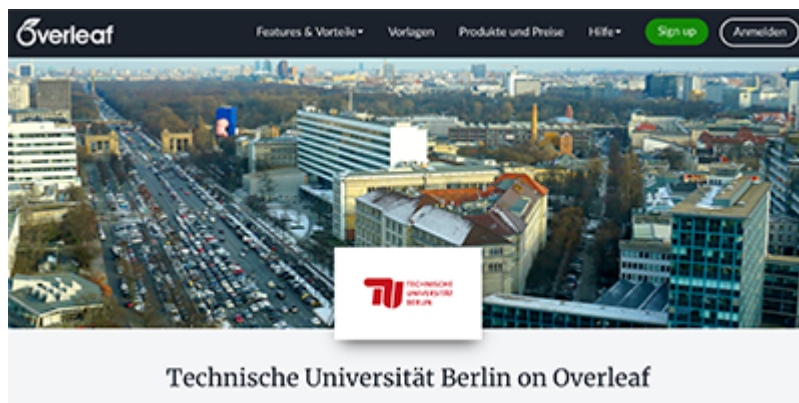 Overleaf
Features & Vorteile Vorlagen Produkte und Preise Hilfe Sign up Anmelden
TECHNISCHE
UNIVERSITÄT
BERLIN
Technische Universität Berlin on Overleaf